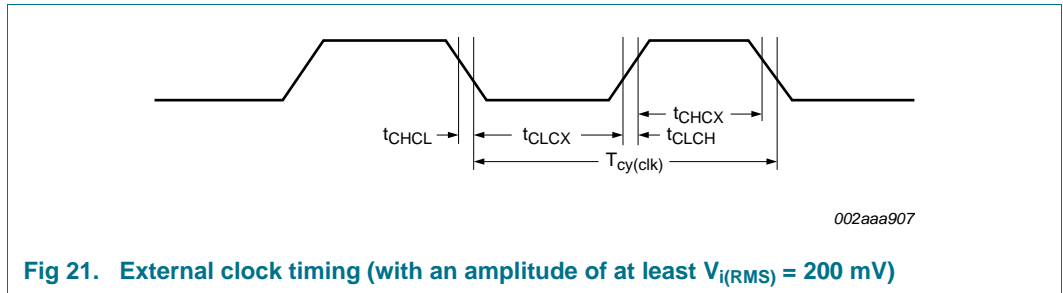 tCHCX
tCHCL tCLCX tCLCH
Tcy(clk)
002aaa907
Fig 21. External clock timing (with an amplitude of at least Vi(RMS) = 200 mV)